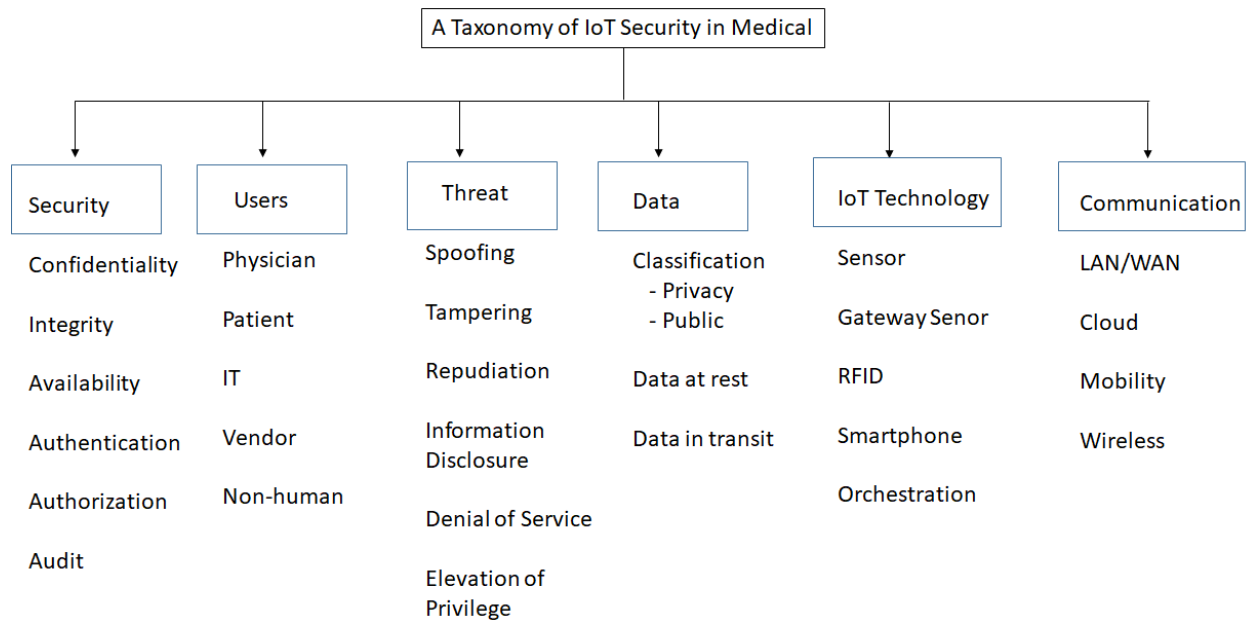 A Taxonomy of IoT Security in Medical
Security
Confidentiality
Integrity
Availability
Authentication
Authorization
Audit
Users
Physician
Patient
IT
Vendor
Non-human
Threat
Spoofing
Tampering
Repudiation
Information
Disclosure
Denial of Service
Elevation of
Privilege
Data
Classification
- Privacy
- Public
Data at rest
Data in transit
IoT Technology
Sensor
Gateway Senor
RFID
Smartphone
Orchestration
Communication
LAN/WAN
Cloud
Mobility
Wireless